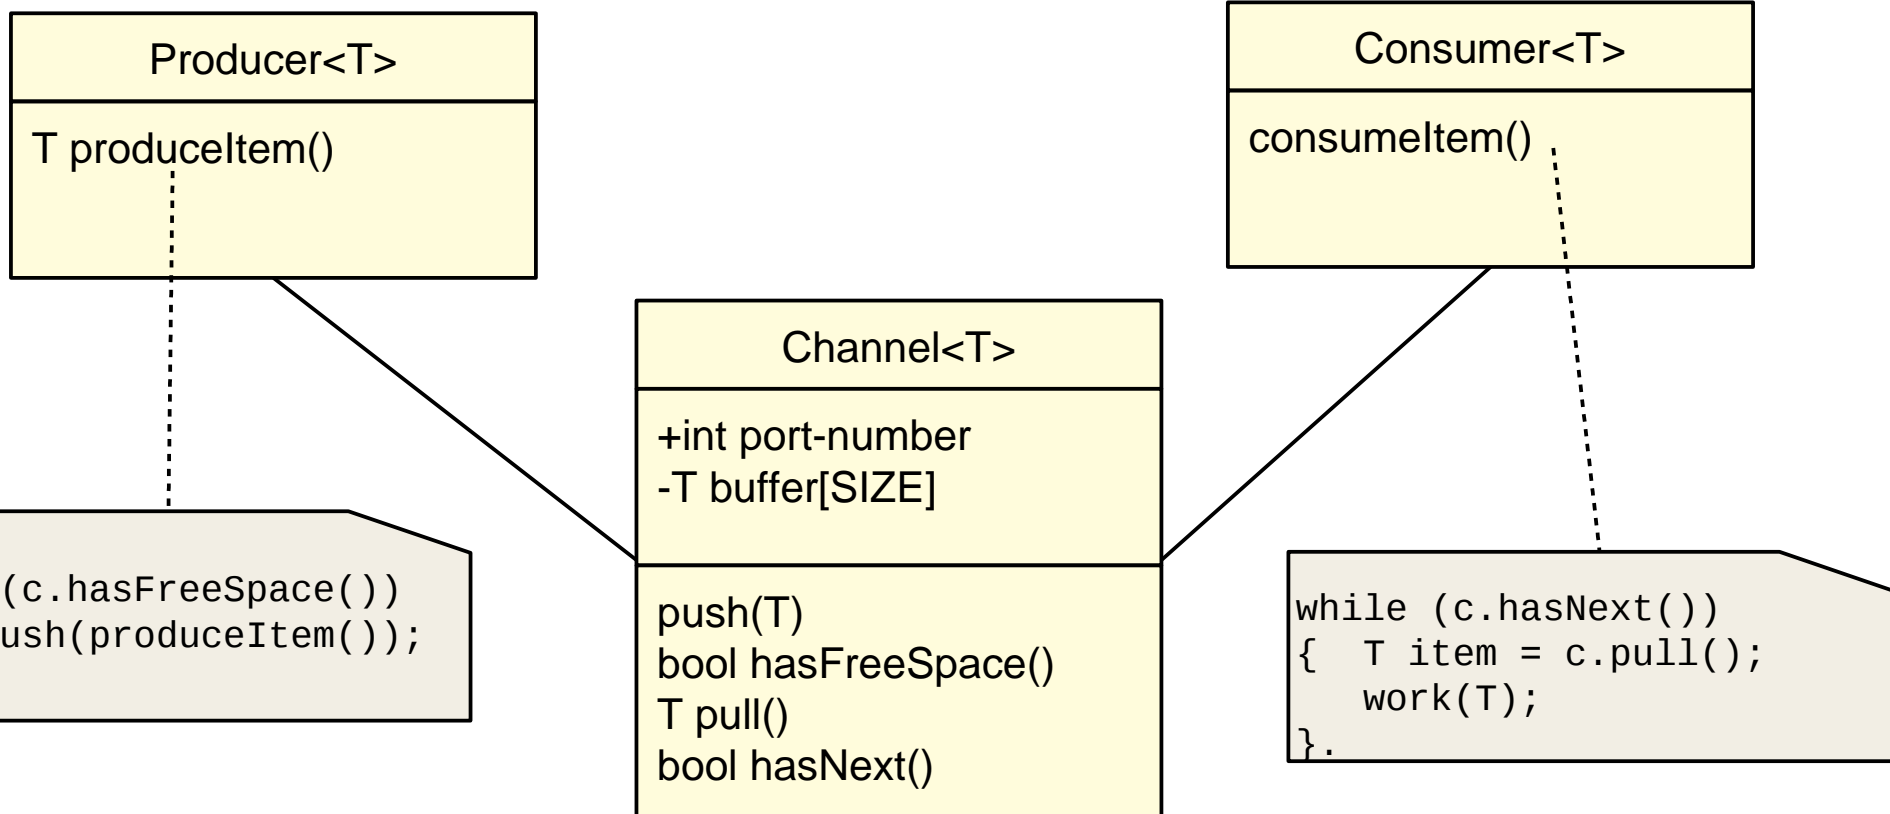 Producer<T>
T produceItem()
Consumer<T>
consumeItem()
Channel<T>
+int port-number
-T buffer[SIZE]
push(T)
bool hasFreeSpace()
T pull()
bool hasNext()
(c.hasFreeSpace())
ush(produceItem());
while (c.hasNext())
{  T item = c.pull();
   work(T);
}.